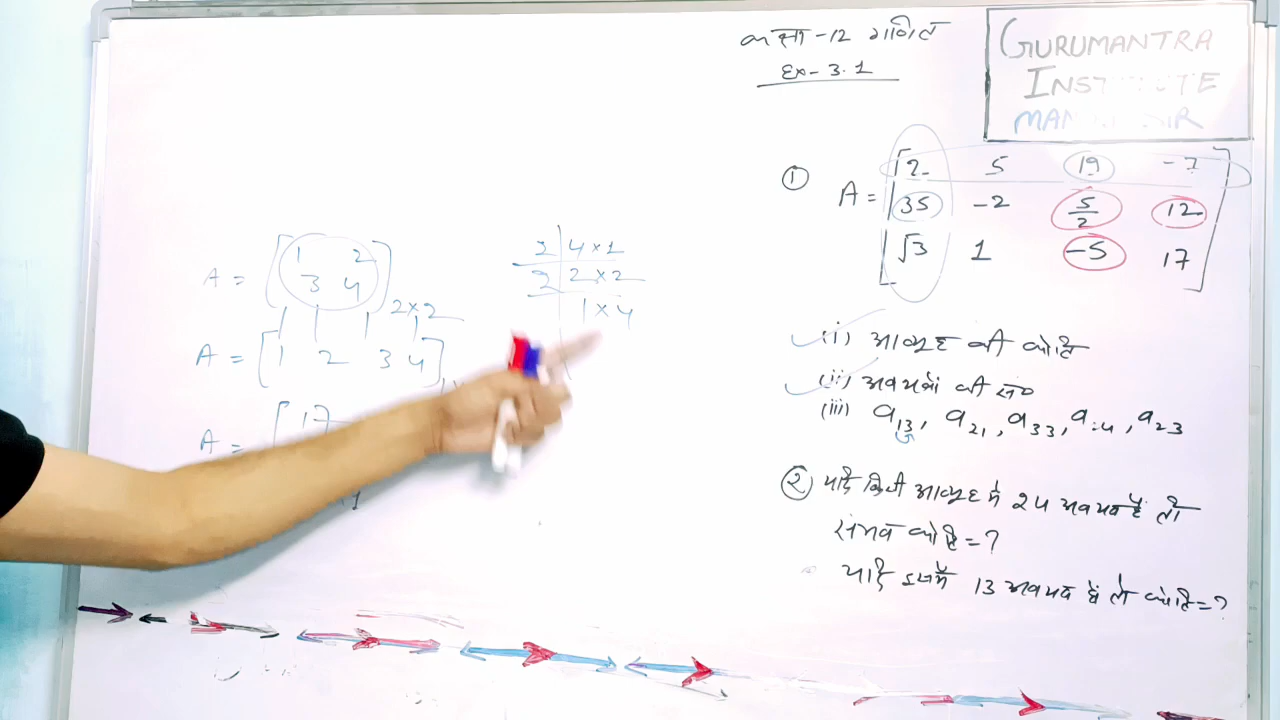 कक्षा -12 गणित
Ex- 3.1
GURUMANTRA
INSTITUTE
① A = [2 5 19 -7
35 -2 5/2 12
√3 1 -5 17]
(i) आव्यूह की कोटि
(ii) अवयवों की सं०
(iii) a₁₃, a₂₁, a₃₃, a₂₄, a₂₃
② यदि किसी आव्यूह में 24 अवयव हैं तो
संभव कोटि = ?
यदि इसमें 13 अवयव हों तो कोटि = ?
A = [1 2
3 4] 2×2
A = [1 2 3 4]
A = [1
2 | 4 × 1
2 | 2 × 2
1 × 4